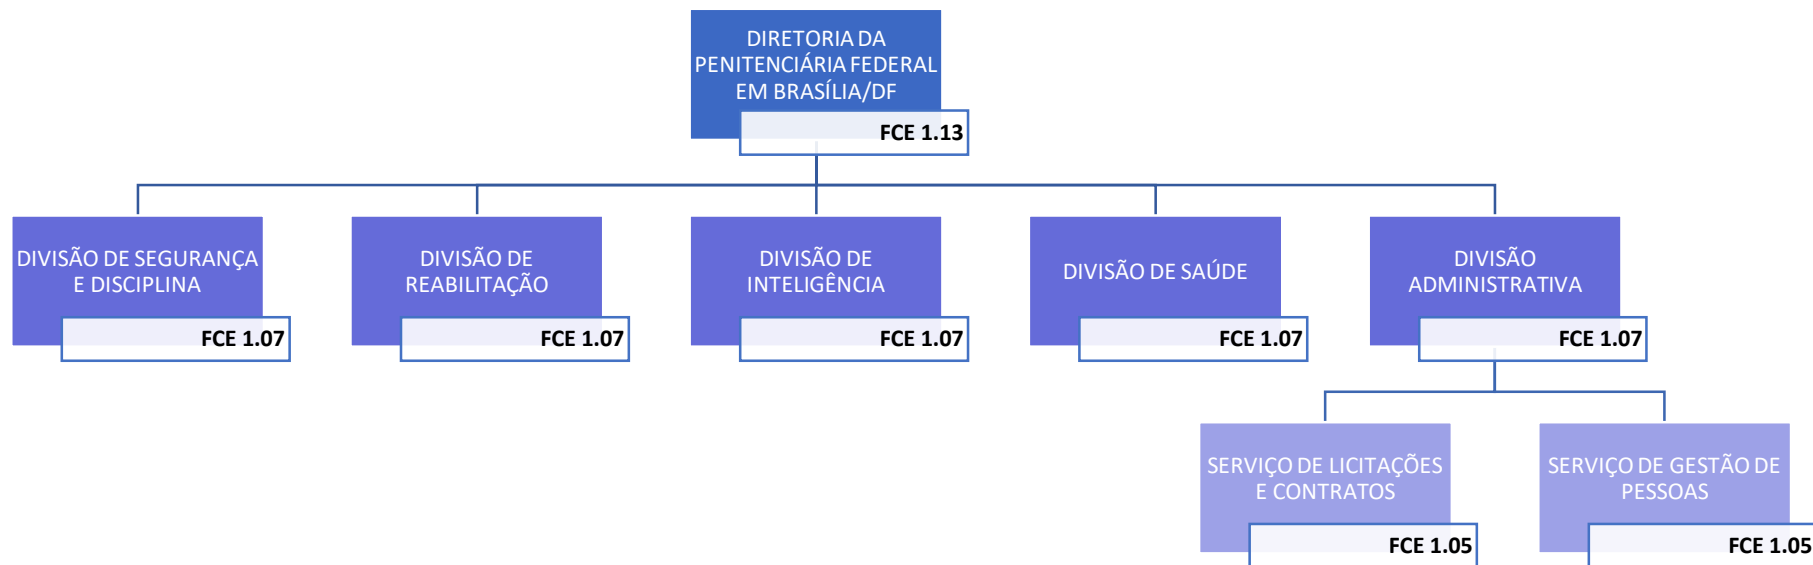 DIRETORIA DA
PENITENCIÁRIA FEDERAL
EM BRASÍLIA/DF
FCE 1.13
DIVISÃO DE SEGURANÇA
E DISCIPLINA
FCE 1.07
DIVISÃO DE
REABILITAÇÃO
FCE 1.07
DIVISÃO DE
INTELIGÊNCIA
FCE 1.07
DIVISÃO DE SAÚDE
FCE 1.07
DIVISÃO
ADMINISTRATIVA
FCE 1.07
SERVIÇO DE LICITAÇÕES
E CONTRATOS
FCE 1.05
SERVIÇO DE GESTÃO DE
PESSOAS
FCE 1.05